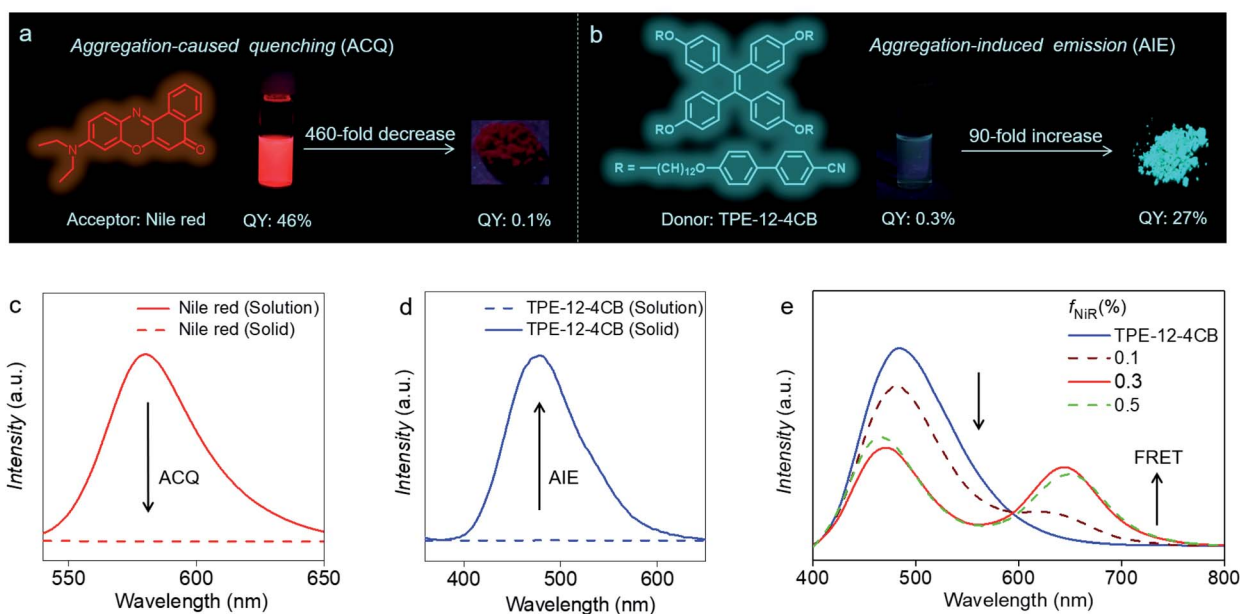 a
Aggregation-caused quenching (ACQ)
N
N
O
O
460-fold decrease
Acceptor: Nile red
QY: 46%
QY: 0.1%
b
Aggregation-induced emission (AIE)
RO
OR
RO
OR
R = —(CH)12O
CN
90-fold increase
Donor: TPE-12-4CB
QY: 0.3%
QY: 27%
c
Nile red (Solution)
Nile red (Solid)
ACQ
Intensity (a.u.)
550
600
650
Wavelength (nm)
d
TPE-12-4CB (Solution)
TPE-12-4CB (Solid)
AIE
Intensity (a.u.)
400
500
600
Wavelength (nm)
e
fNiR(%)
TPE-12-4CB
0.1
0.3
0.5
FRET
Intensity (a.u.)
400
500
600
700
800
Wavelength (nm)